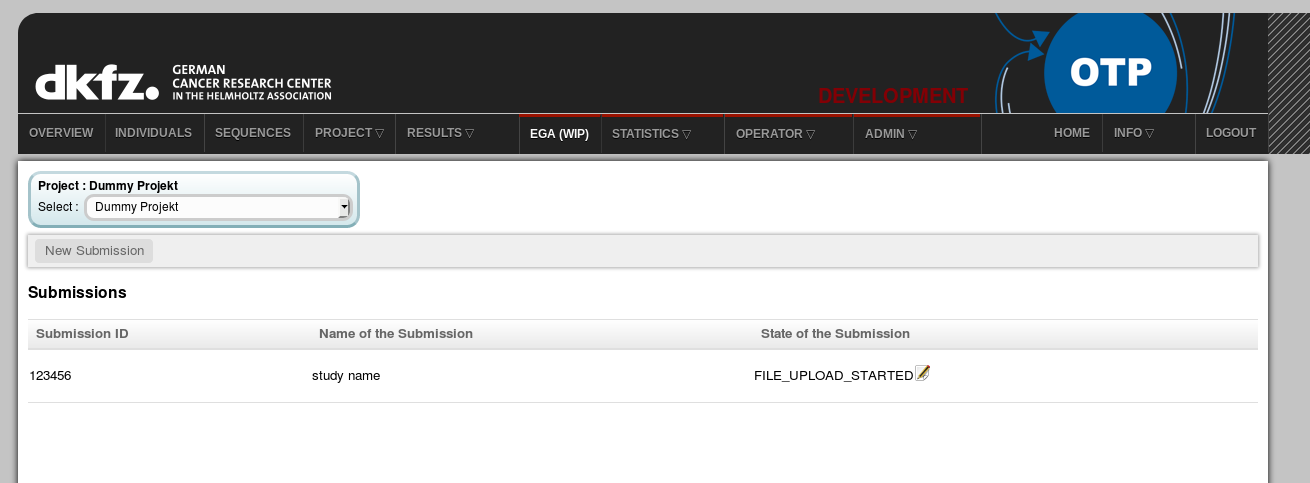 dkfz.
GERMAN
CANCER RESEARCH CENTER
IN THE HELMHOLTZ ASSOCIATION
DEVELOPMENT
OTP
OVERVIEW INDIVIDUALS SEQUENCES PROJECT ▽ RESULTS ▽ EGA (WIP) STATISTICS ▽ OPERATOR ▽ ADMIN ▽ HOME INFO ▽ LOGOUT
Project : Dummy Projekt
Select : Dummy Projekt
New Submission
Submissions
Submission ID Name of the Submission State of the Submission
123456 study name FILE_UPLOAD_STARTED